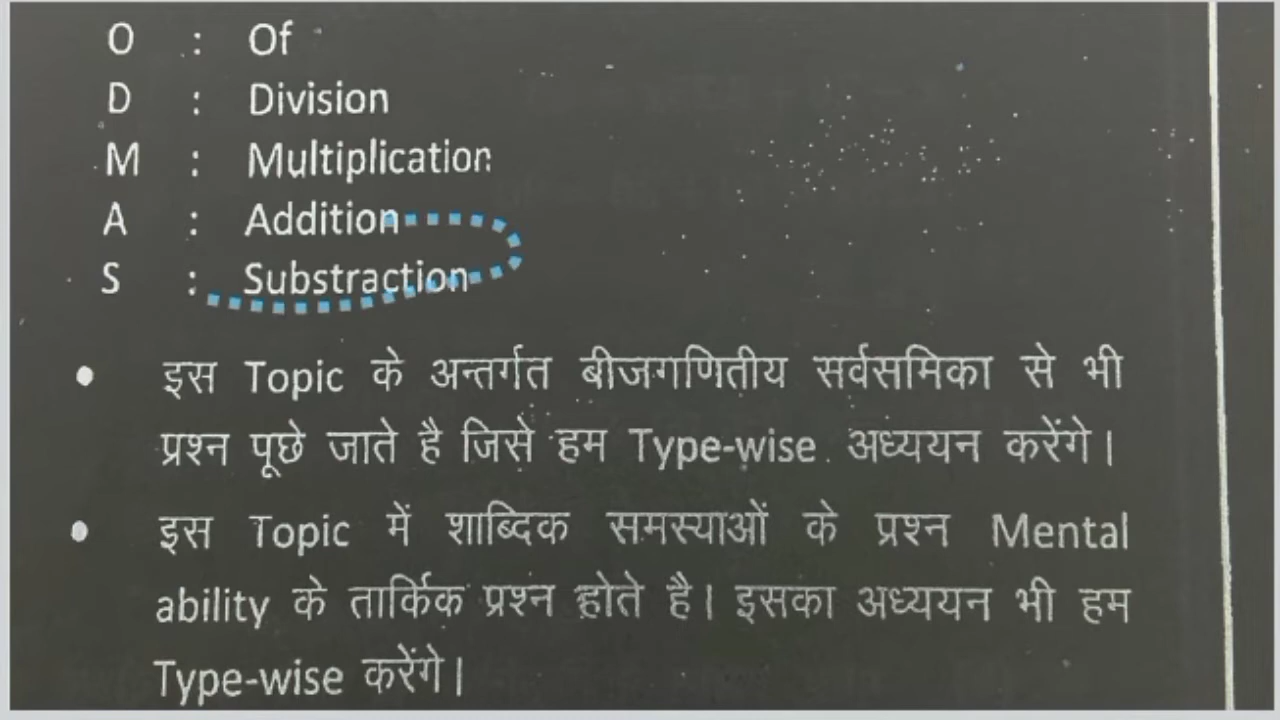 O : Of
D : Division
M : Multiplication
A : Addition
S : Substraction
• इस Topic के अन्तर्गत बीजगणितीय सर्वसमिका से भी
प्रश्न पूछे जाते है जिसे हम Type-wise अध्ययन करेंगे।
• इस Topic में शाब्दिक समस्याओं के प्रश्न Mental
ability के तार्किक प्रश्न होते है। इसका अध्ययन भी हम
Type-wise करेंगे।